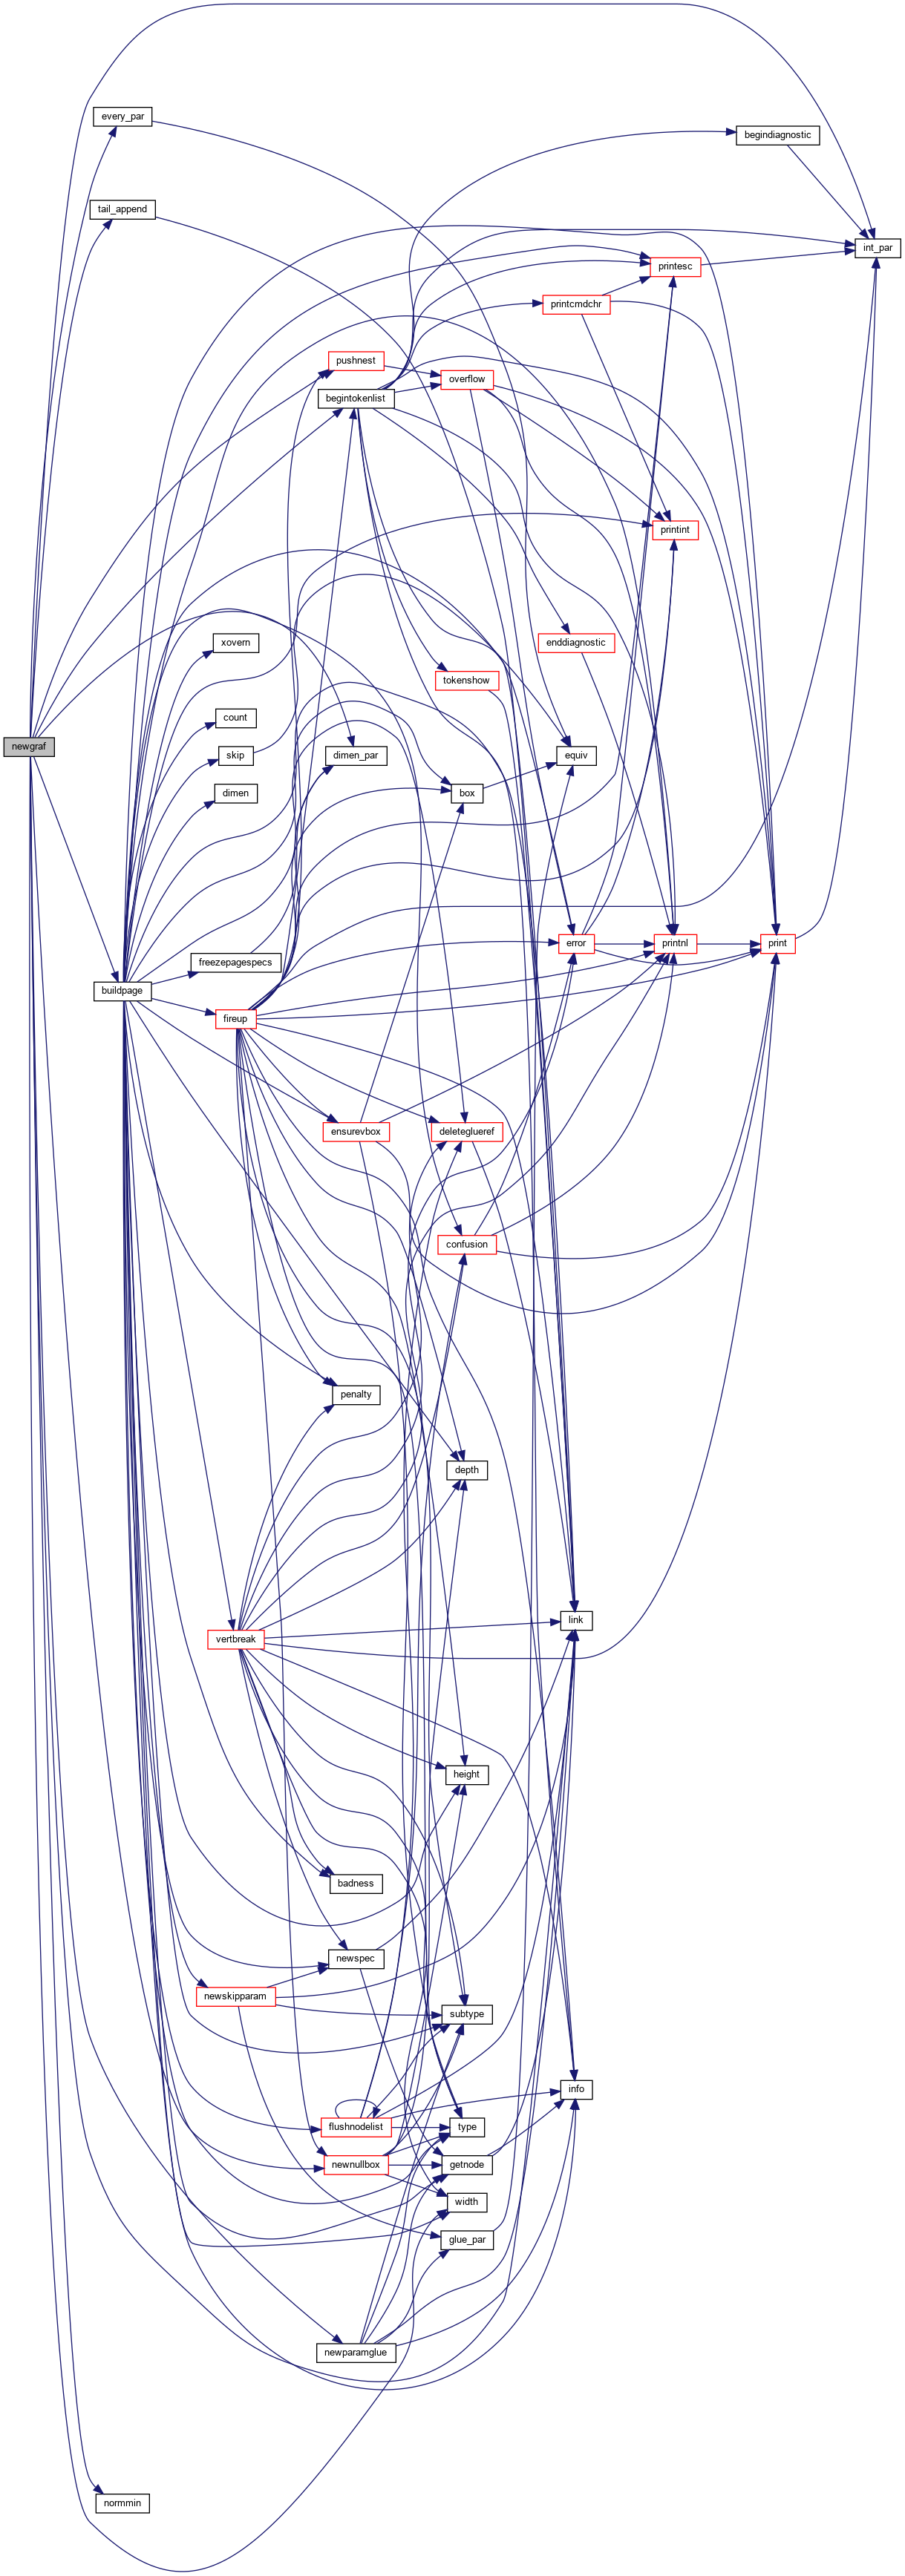 every_par
begindiagnostic
tail_append
int_par
printesc
printcmdchr
pushnest
overflow
begintokenlist
printint
xovern
enddiagnostic
tokenshow
count
newgraf
skip
dimen_par
equiv
dimen
box
freezepagespecs
error
printnl
print
buildpage
fireup
ensurevbox
deleteglueref
confusion
penalty
depth
link
vertbreak
height
badness
newspec
newskipparam
subtype
info
flushnodelist
type
newnullbox
getnode
width
glue_par
newparamglue
normmin